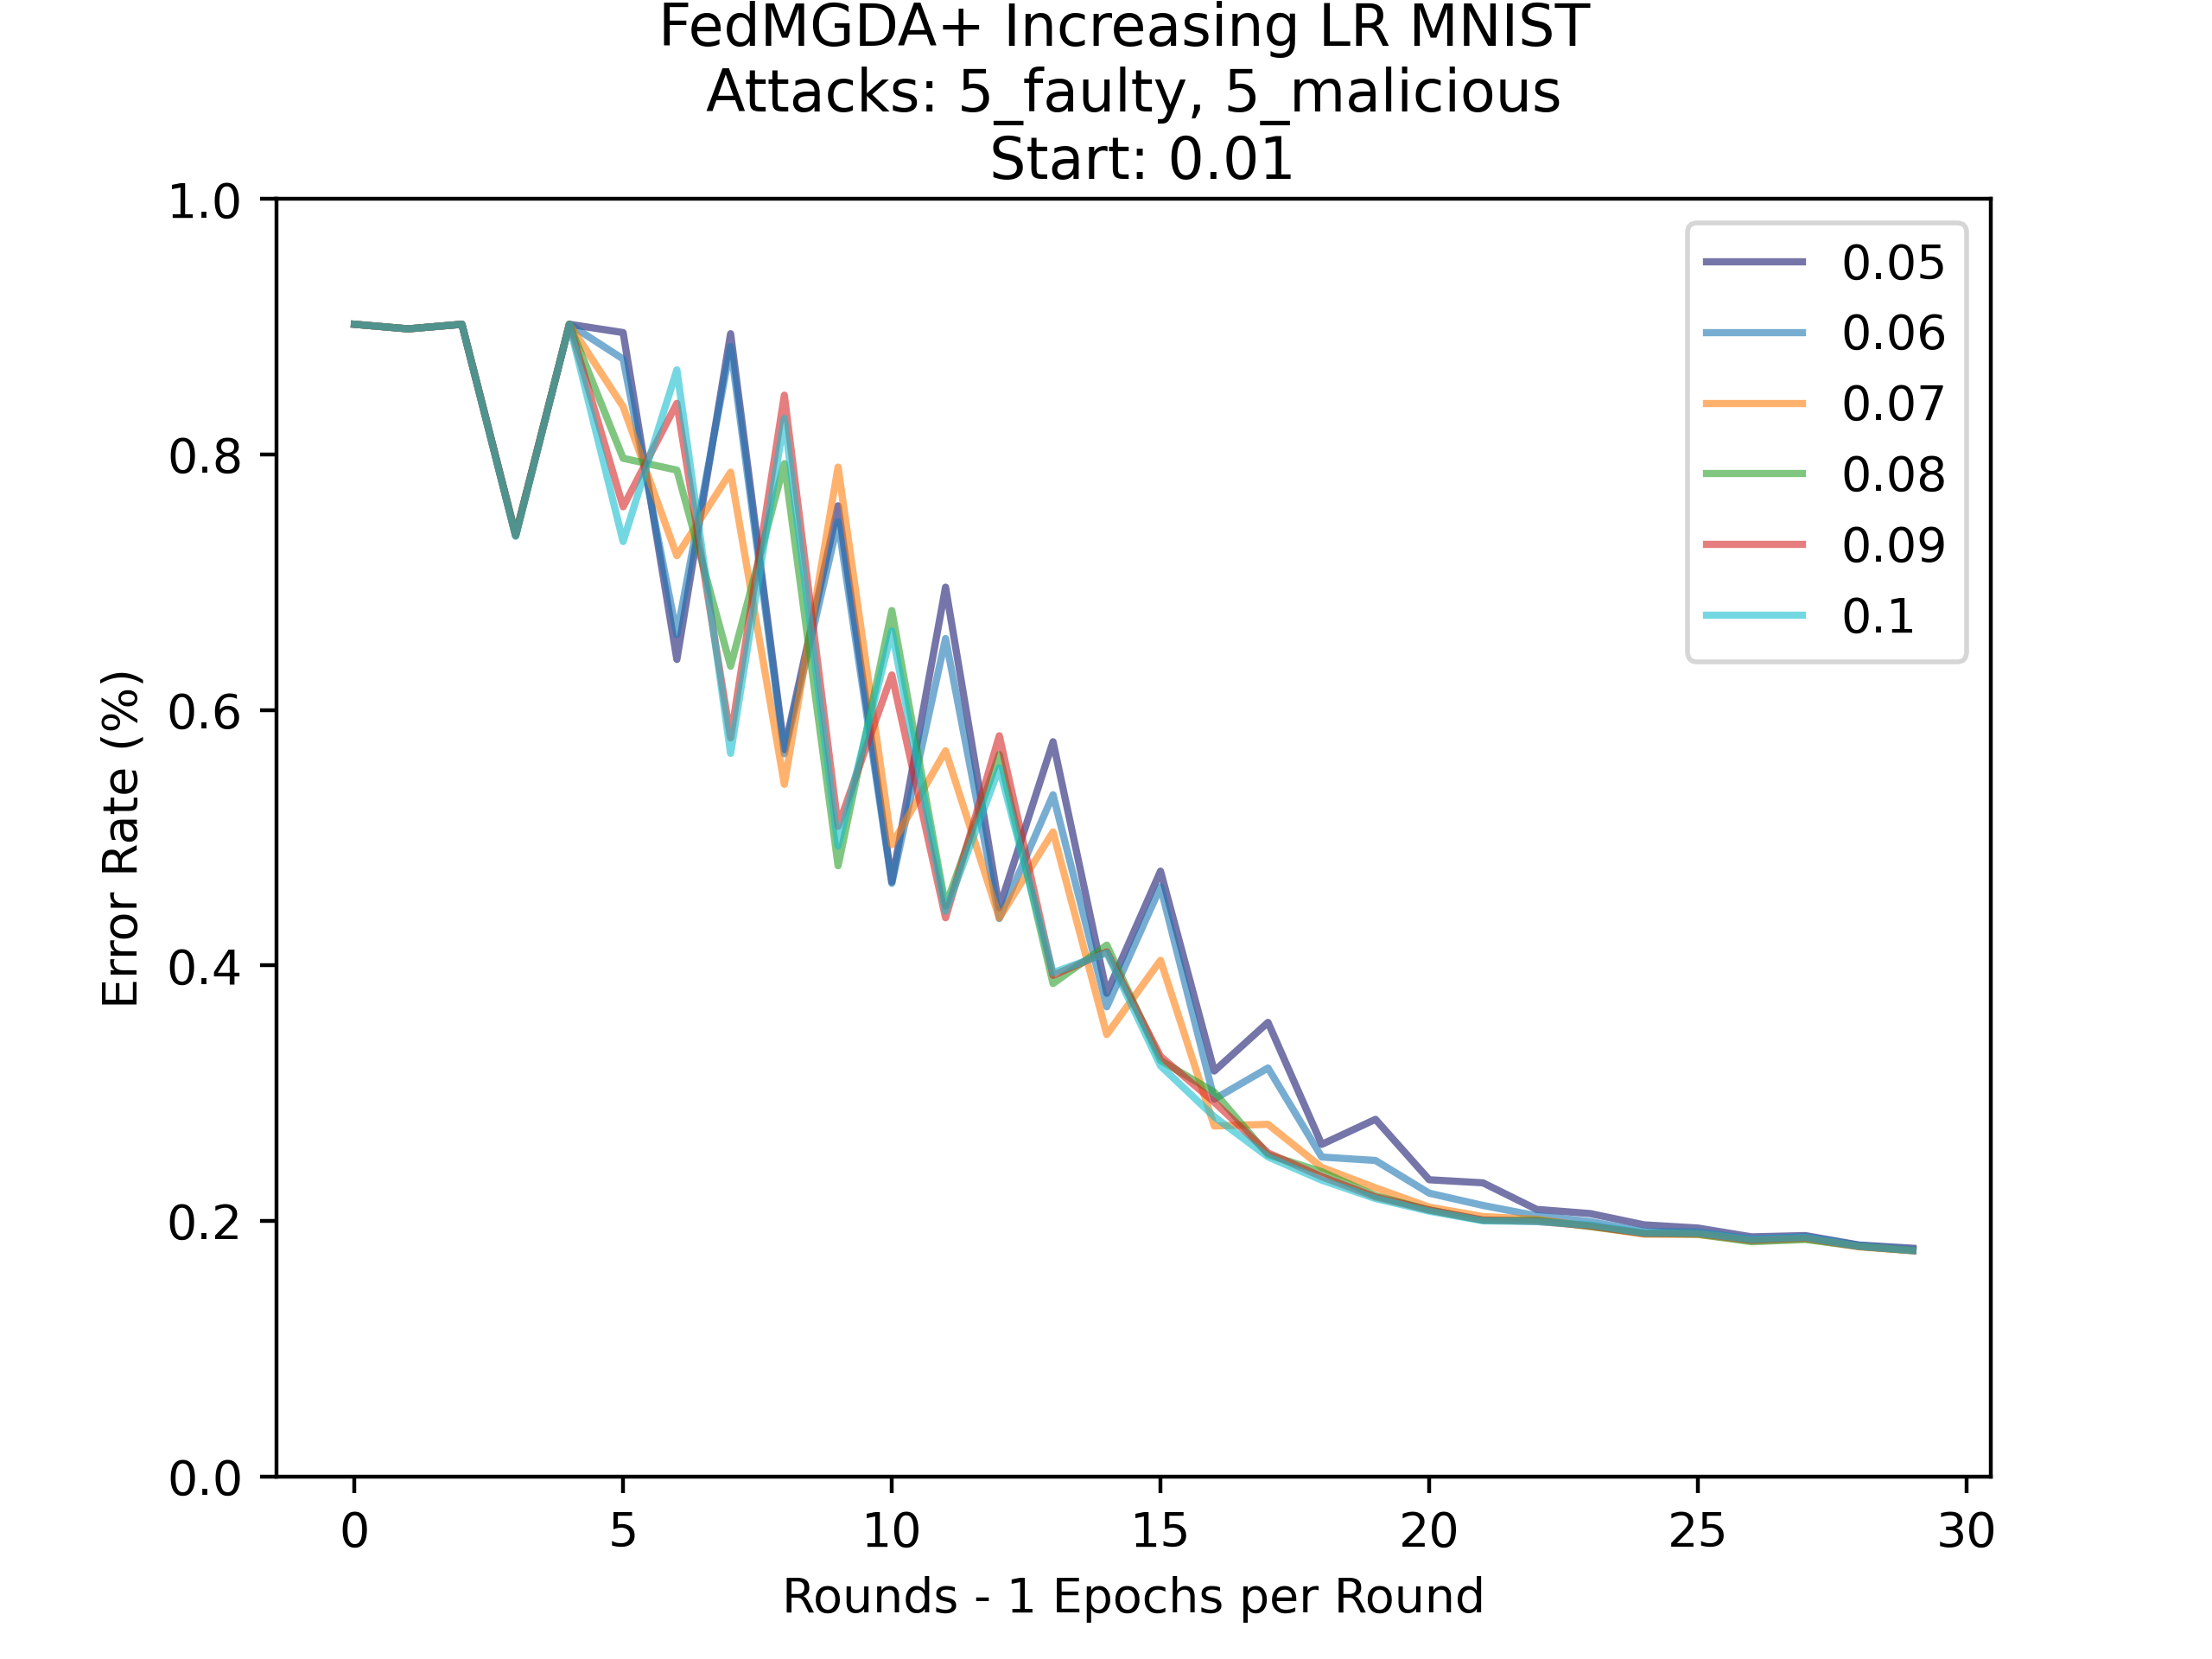 FedMGDA+ Increasing LR MNIST
Attacks: 5_faulty, 5_malicious
Start: 0.01
1.0
0.8
0.6
0.4
0.2
0.0
Error Rate (%)
0.05
0.06
0.07
0.08
0.09
0.1
0 5 10 15 20 25 30
Rounds - 1 Epochs per Round